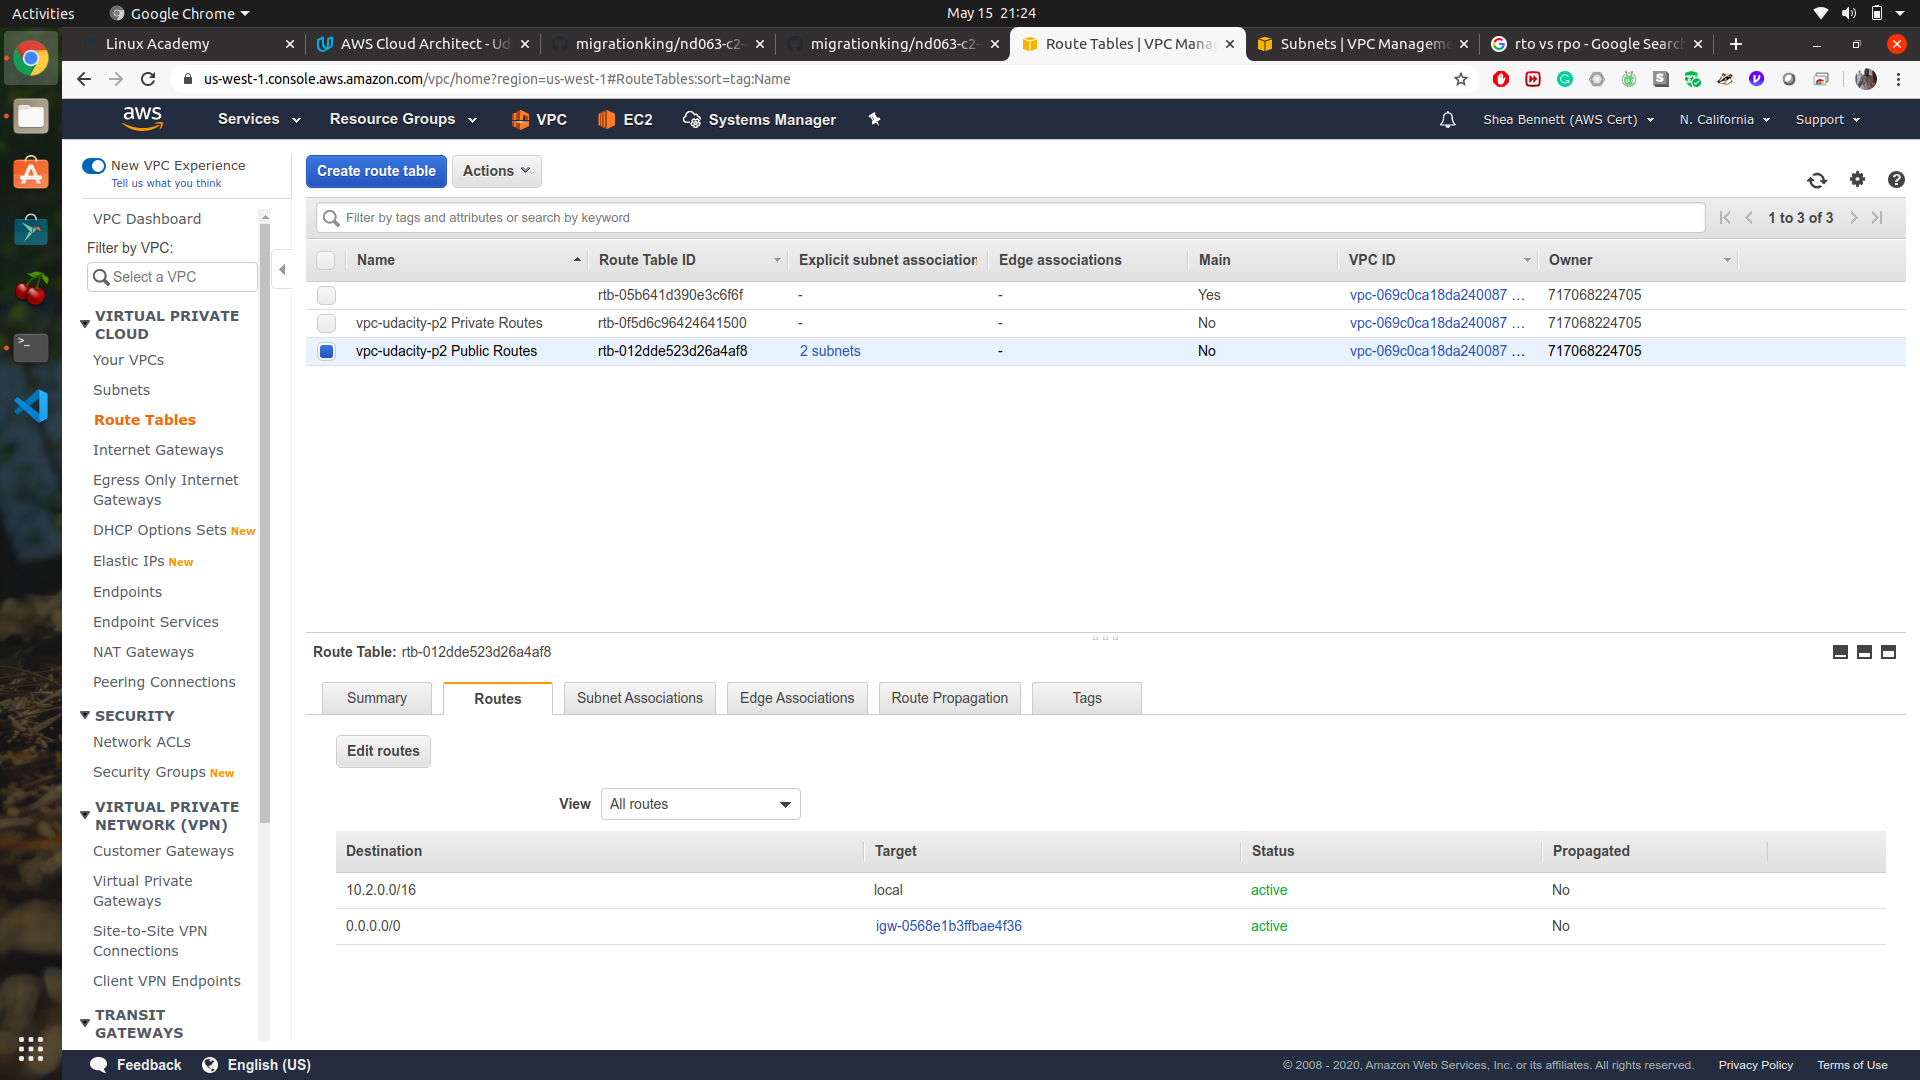 Activities
Google Chrome
May 15 21:24
Linux Academy
AWS Cloud Architect - Ud
migrationking/nd063-c2-
migrationking/nd063-c2-
Route Tables | VPC Mana
Subnets | VPC Manageme
rto vs rpo - Google Search
us-west-1.console.aws.amazon.com/vpc/home?region=us-west-1#RouteTables:sort=tag:Name
aws
Services
Resource Groups
VPC
EC2
Systems Manager
Shea Bennett (AWS Cert)
N. California
Support
New VPC Experience
Tell us what you think
VPC Dashboard
Filter by VPC:
Select a VPC
VIRTUAL PRIVATE
CLOUD
Your VPCs
Subnets
Route Tables
Internet Gateways
Egress Only Internet
Gateways
DHCP Options Sets New
Elastic IPs New
Endpoints
Endpoint Services
NAT Gateways
Peering Connections
SECURITY
Network ACLs
Security Groups New
VIRTUAL PRIVATE
NETWORK (VPN)
Customer Gateways
Virtual Private
Gateways
Site-to-Site VPN
Connections
Client VPN Endpoints
TRANSIT
GATEWAYS
Create route table
Actions
Filter by tags and attributes or search by keyword
1 to 3 of 3
Name Route Table ID Explicit subnet association Edge associations Main VPC ID Owner
rtb-05b641d390e3c6f6f - - Yes vpc-069c0ca18da240087 ... 717068224705
vpc-udacity-p2 Private Routes rtb-0f5d6c96424641500 - - No vpc-069c0ca18da240087 ... 717068224705
vpc-udacity-p2 Public Routes rtb-012dde523d26a4af8 2 subnets - No vpc-069c0ca18da240087 ... 717068224705
Route Table: rtb-012dde523d26a4af8
Summary
Routes
Subnet Associations
Edge Associations
Route Propagation
Tags
Edit routes
View
All routes
Destination Target Status Propagated
10.2.0.0/16 local active No
0.0.0.0/0 igw-0568e1b3ffbae4f36 active No
Feedback
English (US)
© 2008 - 2020, Amazon Web Services, Inc. or its affiliates. All rights reserved.
Privacy Policy
Terms of Use